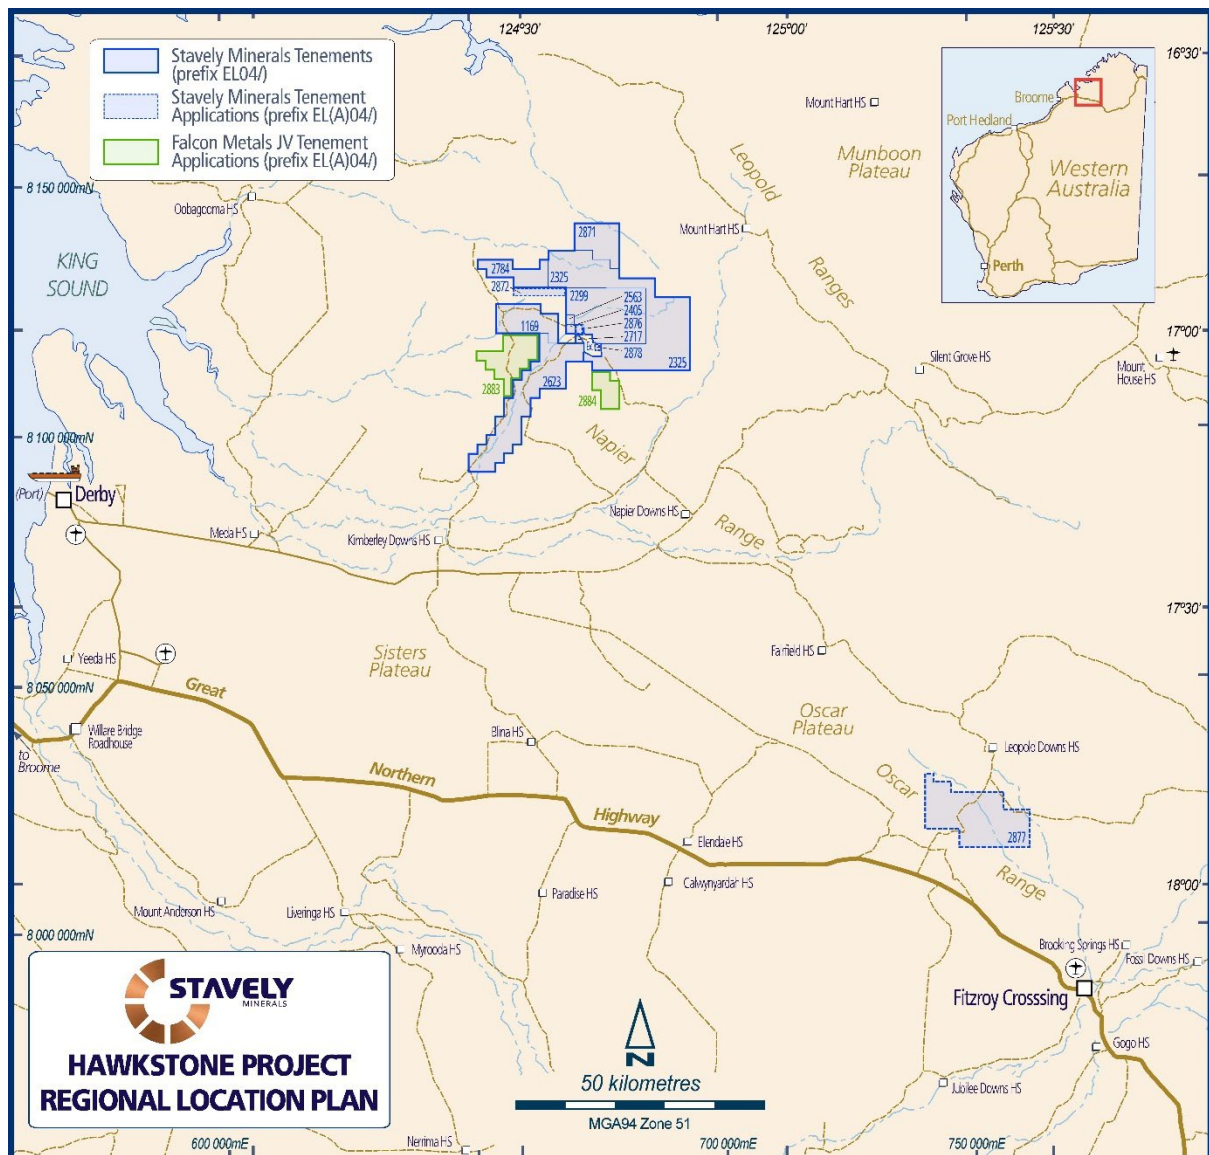 124°30'
125°00'
125°30'
16°30'
Stavely Minerals Tenements
(prefix EL04/)
Stavely Minerals Tenement
Applications (prefix EL(A)04/)
Falcon Metals JV Tenement
Applications (prefix EL(A)04/)
Mount Hart HS
Broome
Port Hedland
Western
Australia
Perth
Leopold
Munboon
Plateau
8 150 000mN
Oobagooma HS
Mount Hart HS
KING
SOUND
2871
2784
2325
2872
2299
2563
2405
2876
2717
2878
1169
2325
2623
2883
2884
Ranges
17°00'
Silent Grove HS
Mount
House HS
8 100 000mN
Napier
(Port)
Derby
Meda HS
Kimberley Downs HS
Napier Downs HS
Range
17°30'
Sisters
Plateau
Fairfield HS
Yeeda HS
8 050 000mN
Great
Oscar
Plateau
Willare Bridge
Roadhouse
to
Broome
Blina HS
Leopold Downs HS
Northern
Oscar
Highway
2877
Ellendale HS
Range
18°00'
Calwynyardah HS
Paradise HS
Mount Anderson HS
Liveringa HS
8 000 000mN
Myrooda HS
Brooking Springs HS
Fossil Downs HS
Fitzroy Crosssing
STAVELY
MINERALS
HAWKSTONE PROJECT
REGIONAL LOCATION PLAN
N
50 kilometres
MGA94 Zone 51
Gogo HS
Jubilee Downs HS
600 000mE
Nerrima HS
700 000mE
750 000mE